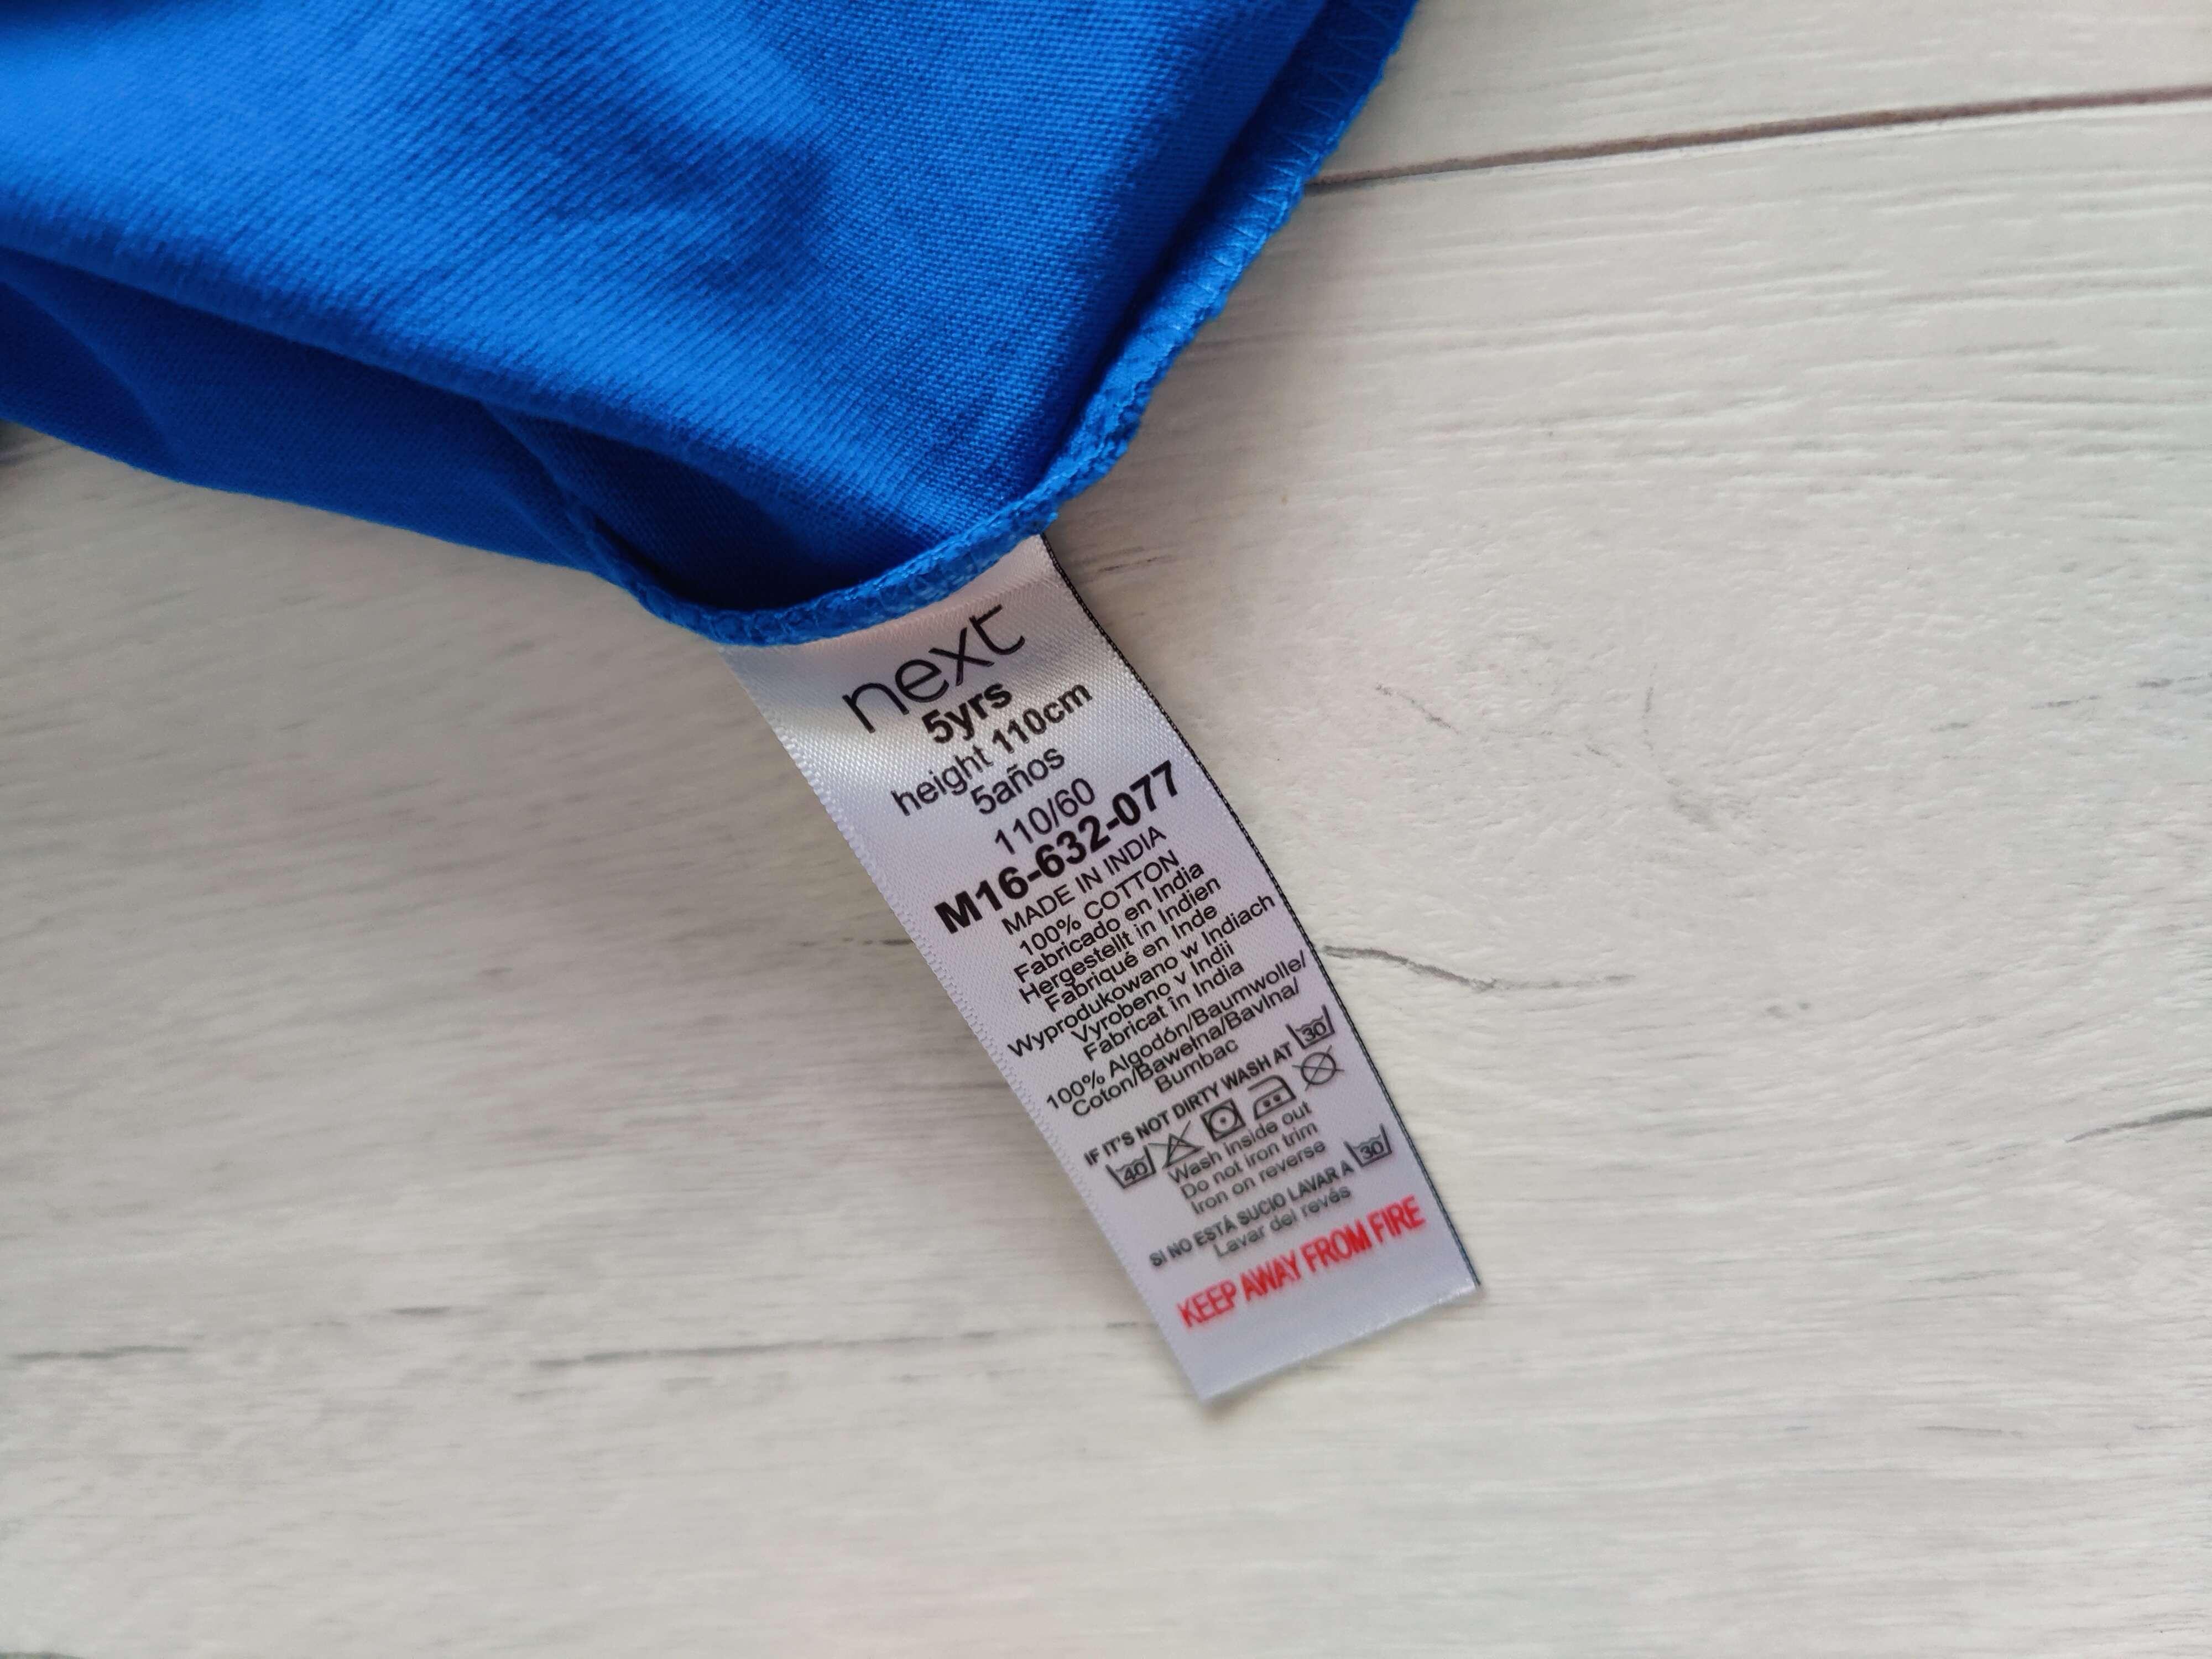 next
5yrs
height 110cm
5años
110/60
M16-632-077
MADE IN INDIA
100% COTTON
Fabricado en India
Hergestellt in Indien
Fabriqué en Inde
Wyprodukowano w Indiach
Vyrobeno v Indii
Fabricat în India
100% Algodón/Baumwolle/
Coton/Bawełna/Bavlna/
Bumbac
IF IT'S NOT DIRTY WASH AT 30
40
Wash inside out
Do not iron trim
Iron on reverse
SI NO ESTÁ SUCIO LAVAR A 30
Lavar del revés
KEEP AWAY FROM FIRE